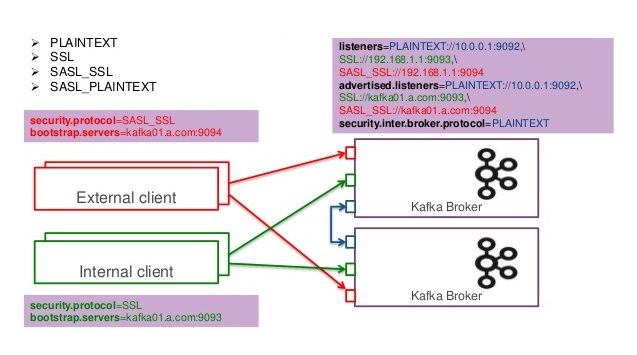 PLAINTEXT
SSL
SASL_SSL
SASL_PLAINTEXT
listeners=PLAINTEXT://10.0.0.1:9092,\
SSL://192.168.1.1:9093,\
SASL_SSL://192.168.1.1:9094
advertised.listeners=PLAINTEXT://10.0.0.1:9092,\
SSL://kafka01.a.com:9093,\
SASL_SSL://kafka01.a.com:9094
security.inter.broker.protocol=PLAINTEXT
security.protocol=SASL_SSL
bootstrap.servers=kafka01.a.com:9094
External client
Kafka Broker
Internal client
Kafka Broker
security.protocol=SSL
bootstrap.servers=kafka01.a.com:9093